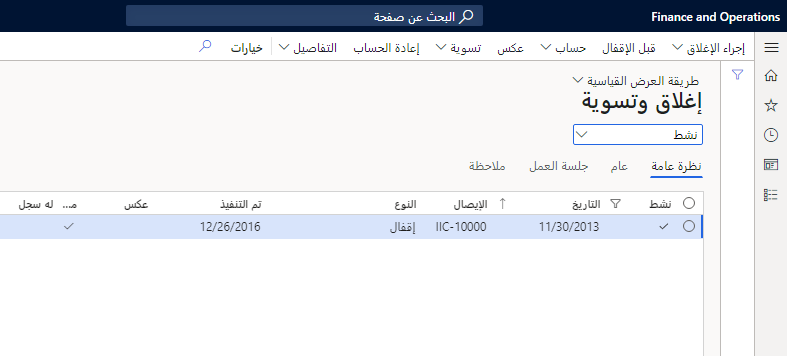 Finance and Operations
البحث عن صفحة
إجراء الإغلاق قبل الإقفال حساب عكس تسوية إعادة الحساب التفاصيل خيارات
طريقة العرض القياسية
إغلاق وتسوية
نشط
نظرة عامة عام جلسة العمل ملاحظة
نشط التاريخ الإيصال النوع تم التنفيذ عكس م... له سجل
11/30/2013 IIC-10000 إقفال 12/26/2016